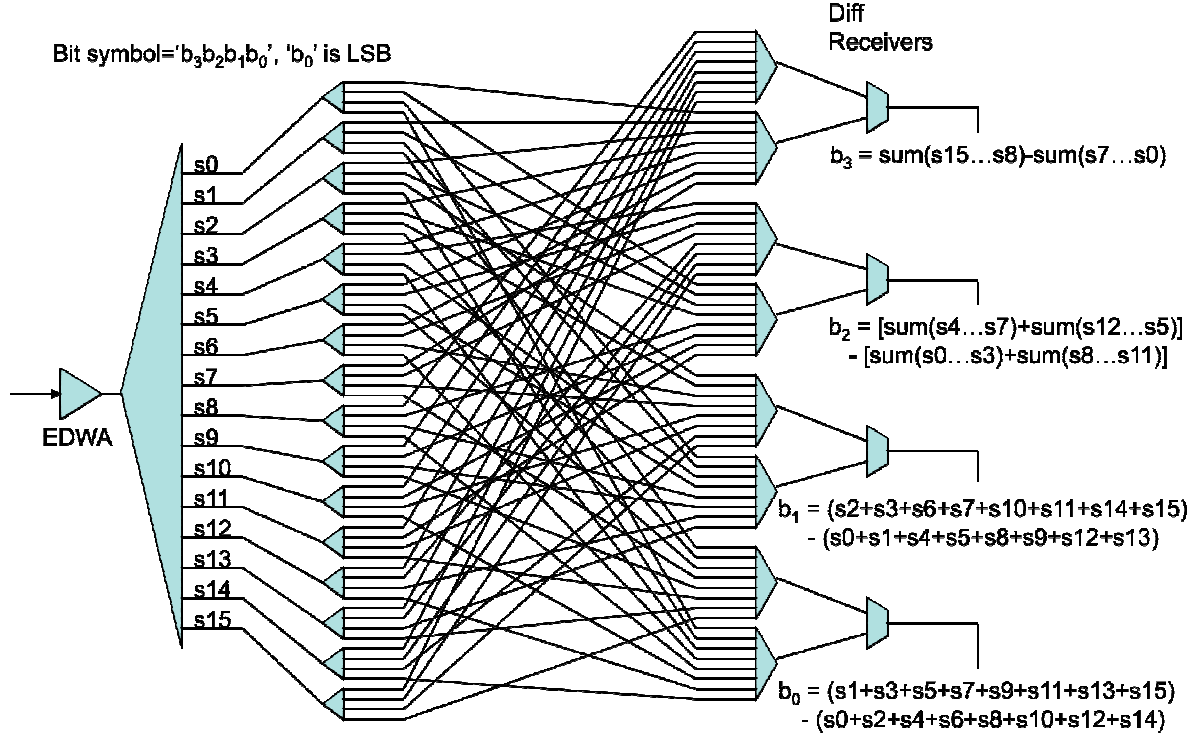 Diff
Receivers
Bit symbol='b₃b₂b₁b₀', 'b₀' is LSB
s0
s1
s2
s3
s4
s5
s6
s7
s8
s9
s10
s11
s12
s13
s14
s15
EDWA
b₃ = sum(s15...s8)-sum(s7...s0)
b₂ = [sum(s4...s7)+sum(s12...s5)]
- [sum(s0...s3)+sum(s8...s11)]
b₁ = (s2+s3+s6+s7+s10+s11+s14+s15)
- (s0+s1+s4+s5+s8+s9+s12+s13)
b₀ = (s1+s3+s5+s7+s9+s11+s13+s15)
- (s0+s2+s4+s6+s8+s10+s12+s14)